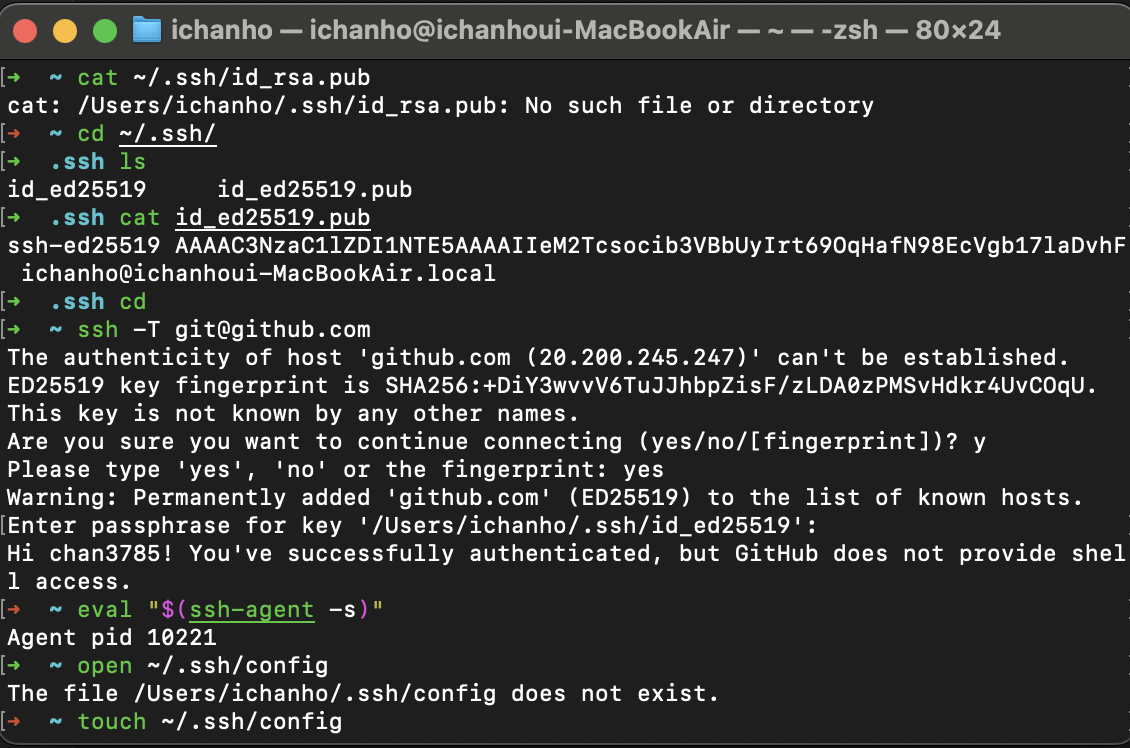 ichanho — ichanho@ichanhoui-MacBookAir — ~ — -zsh — 80×24
[➜  ~ cat ~/.ssh/id_rsa.pub
cat: /Users/ichanho/.ssh/id_rsa.pub: No such file or directory
[➜  ~ cd ~/.ssh/
[➜  .ssh ls
id_ed25519     id_ed25519.pub
[➜  .ssh cat id_ed25519.pub
ssh-ed25519 AAAAC3NzaC1lZDI1NTE5AAAAIIeM2Tcsocib3VBbUyIrt69OqHafN98EcVgb17laDvhF
 ichanho@ichanhoui-MacBookAir.local
[➜  .ssh cd
[➜  ~ ssh -T git@github.com
The authenticity of host 'github.com (20.200.245.247)' can't be established.
ED25519 key fingerprint is SHA256:+DiY3wvvV6TuJJhbpZisF/zLDA0zPMSvHdkr4UvCOqU.
This key is not known by any other names.
Are you sure you want to continue connecting (yes/no/[fingerprint])? y
Please type 'yes', 'no' or the fingerprint: yes
Warning: Permanently added 'github.com' (ED25519) to the list of known hosts.
[Enter passphrase for key '/Users/ichanho/.ssh/id_ed25519':
Hi chan3785! You've successfully authenticated, but GitHub does not provide shel
l access.
[➜  ~ eval "$(ssh-agent -s)"
Agent pid 10221
[➜  ~ open ~/.ssh/config
The file /Users/ichanho/.ssh/config does not exist.
[➜  ~ touch ~/.ssh/config